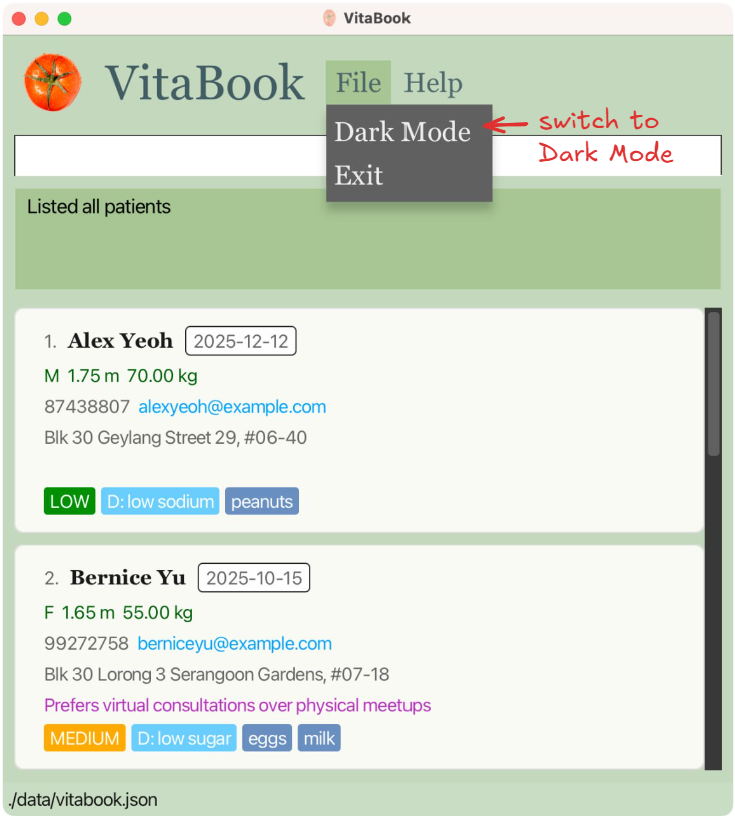 VitaBook
VitaBook File Help
Dark Mode
Exit
switch to
Dark Mode
Listed all patients
1. Alex Yeoh 2025-12-12
M 1.75 m 70.00 kg
87438807 alexyeoh@example.com
Blk 30 Geylang Street 29, #06-40
LOW D: low sodium peanuts
2. Bernice Yu 2025-10-15
F 1.65 m 55.00 kg
99272758 berniceyu@example.com
Blk 30 Lorong 3 Serangoon Gardens, #07-18
Prefers virtual consultations over physical meetups
MEDIUM D: low sugar eggs milk
./data/vitabook.json